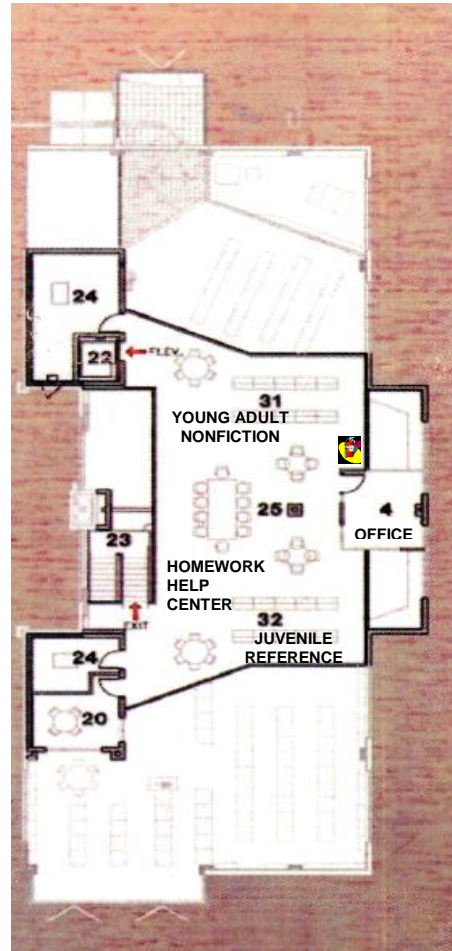 24
22
ELEV
31
YOUNG ADULT
NONFICTION
25
4
OFFICE
23
HOMEWORK
HELP
CENTER
EXIT
32
JUVENILE
REFERENCE
24
20